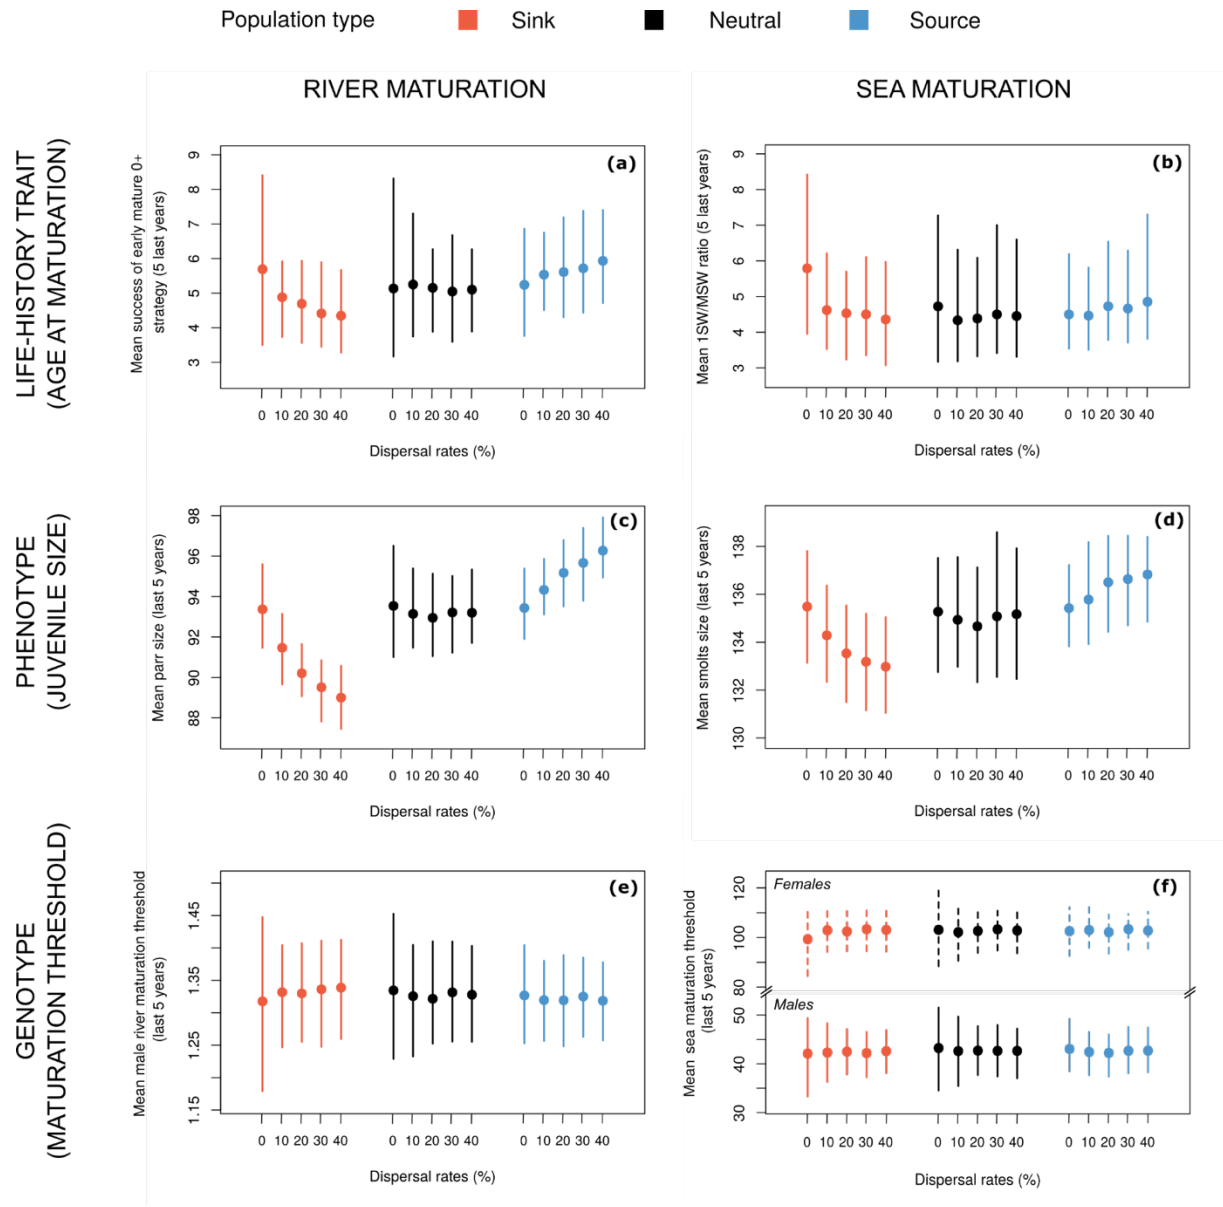 Population type Sink Neutral Source
RIVER MATURATION
SEA MATURATION
LIFE-HISTORY TRAIT
(AGE AT MATURATION)
Mean success of early mature 0+
strategy (5 last years)
9
8
7
6
5
4
3
(a)
0 10 20 30 40 0 10 20 30 40 0 10 20 30 40
Dispersal rates (%)
Mean 1SW/MSW ratio (5 last years)
9
8
7
6
5
4
3
(b)
0 10 20 30 40 0 10 20 30 40 0 10 20 30 40
Dispersal rates (%)
PHENOTYPE
(JUVENILE SIZE)
Mean parr size (last 5 years)
98
96
94
92
90
88
(c)
0 10 20 30 40 0 10 20 30 40 0 10 20 30 40
Dispersal rates (%)
Mean smolts size (last 5 years)
138
136
134
132
130
(d)
0 10 20 30 40 0 10 20 30 40 0 10 20 30 40
Dispersal rates (%)
GENOTYPE
(MATURATION THRESHOLD)
Mean male river maturation threshold
(last 5 years)
1.45
1.35
1.25
1.15
(e)
0 10 20 30 40 0 10 20 30 40 0 10 20 30 40
Dispersal rates (%)
Mean sea maturation threshold
(last 5 years)
120
100
80
50
40
30
Females
(f)
Males
0 10 20 30 40 0 10 20 30 40 0 10 20 30 40
Dispersal rates (%)